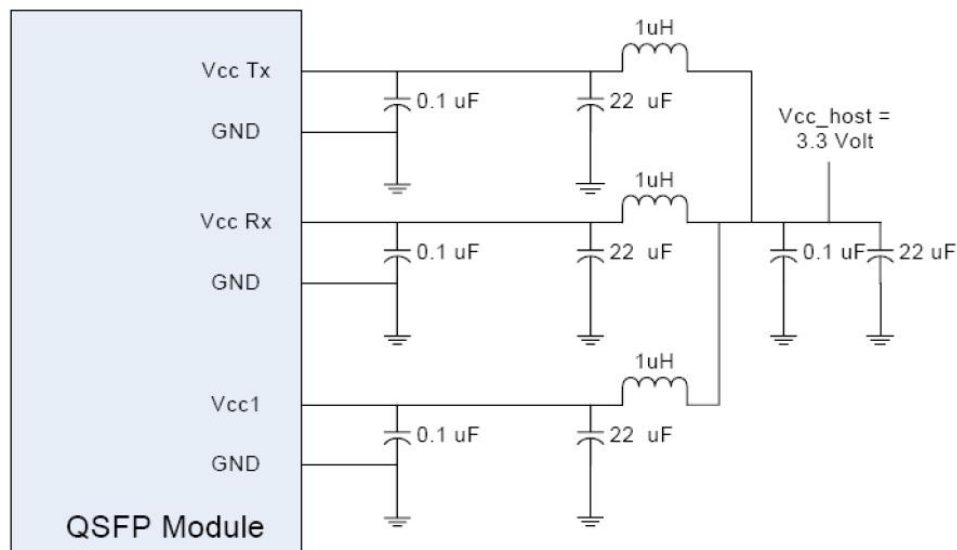 1uH
Vcc Tx
0.1 uF
22 uF
GND
Vcc_host =
3.3 Volt
1uH
Vcc Rx
0.1 uF
22 uF
0.1 uF
22 uF
GND
1uH
Vcc1
0.1 uF
22 uF
GND
QSFP Module